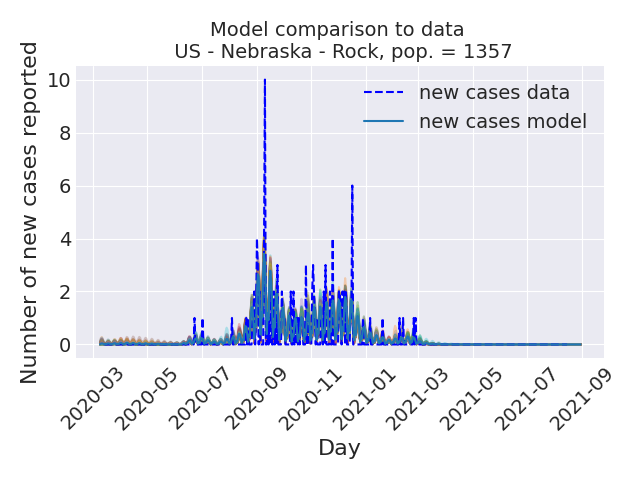 Model comparison to data
US - Nebraska - Rock, pop. = 1357
Number of new cases reported
10
8
6
4
2
0
new cases data
new cases model
2020-03
2020-05
2020-07
2020-09
2020-11
2021-01
2021-03
2021-05
2021-07
2021-09
Day